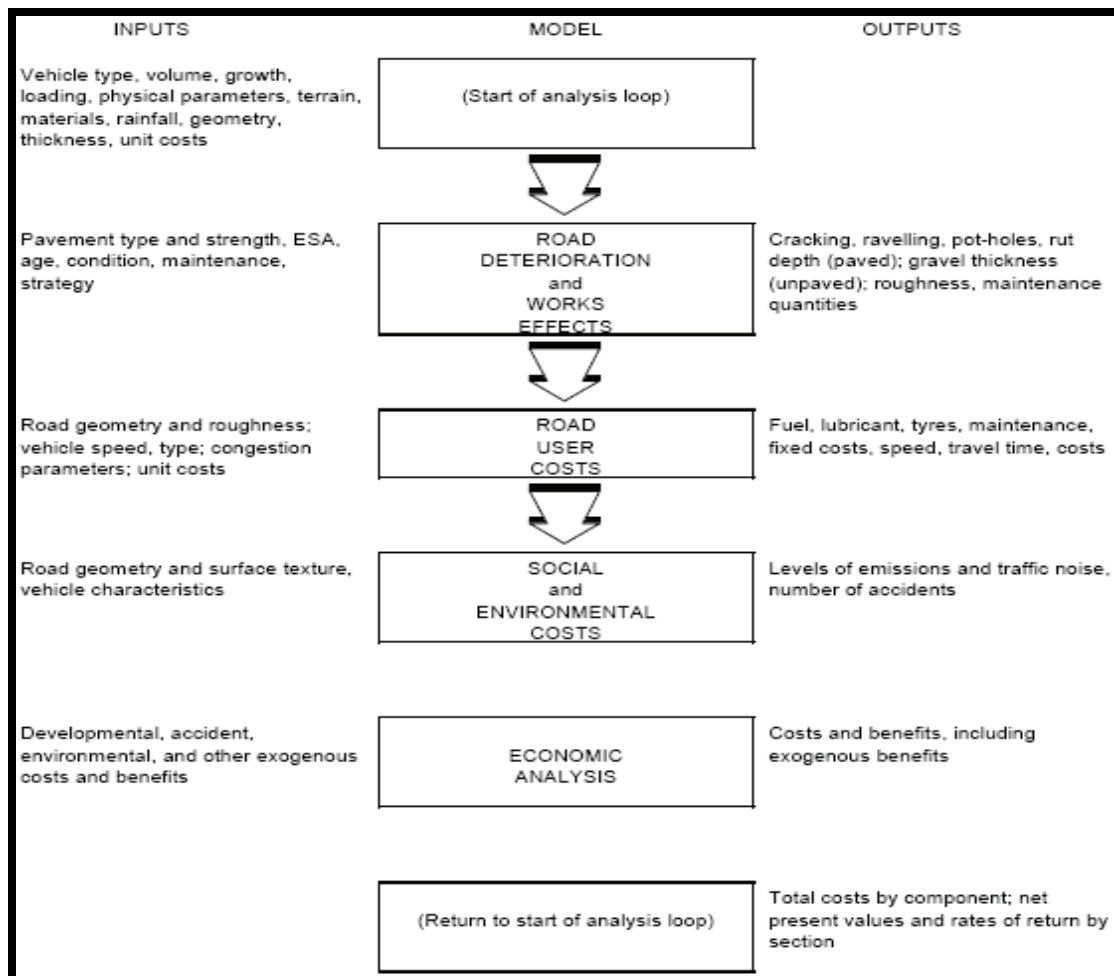 INPUTS
MODEL
OUTPUTS
Vehicle type, volume, growth,
loading, physical parameters, terrain,
materials, rainfall, geometry,
thickness, unit costs
(Start of analysis loop)
Pavement type and strength, ESA,
age, condition, maintenance,
strategy
ROAD
DETERIORATION
and
WORKS
EFFECTS
Cracking, ravelling, pot-holes, rut
depth (paved); gravel thickness
(unpaved); roughness, maintenance
quantities
Road geometry and roughness;
vehicle speed, type; congestion
parameters; unit costs
ROAD
USER
COSTS
Fuel, lubricant, tyres, maintenance,
fixed costs, speed, travel time, costs
Road geometry and surface texture,
vehicle characteristics
SOCIAL
and
ENVIRONMENTAL
COSTS
Levels of emissions and traffic noise,
number of accidents
Developmental, accident,
environmental, and other exogenous
costs and benefits
ECONOMIC
ANALYSIS
Costs and benefits, including
exogenous benefits
(Return to start of analysis loop)
Total costs by component; net
present values and rates of return by
section